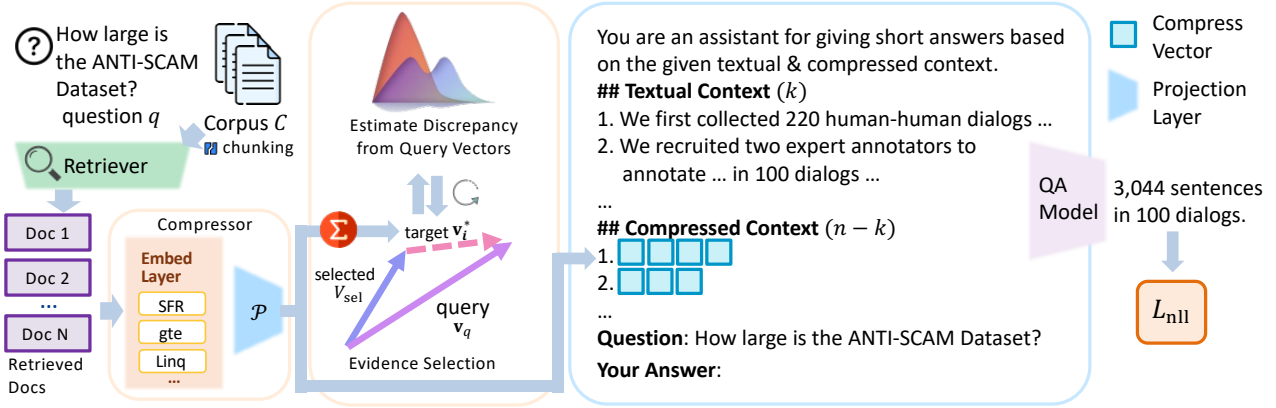 ?
How large is
the ANTI-SCAM
Dataset?
question q
Corpus C
chunking
Retriever
Doc 1
Doc 2
...
Doc N
Retrieved
Docs
Compressor
Embed
Layer
SFR
gte
Linq
...
𝒫
Estimate Discrepancy
from Query Vectors
Σ
target v*ᵢ
selected
V_sel
query
v_q
Evidence Selection
You are an assistant for giving short answers based
on the given textual & compressed context.
## Textual Context (k)
1. We first collected 220 human-human dialogs ...
2. We recruited two expert annotators to
annotate ... in 100 dialogs ...
...
## Compressed Context (n − k)
1.
2.
...
Question: How large is the ANTI-SCAM Dataset?
Your Answer:
Compress
Vector
Projection
Layer
QA
Model
3,044 sentences
in 100 dialogs.
L_nll